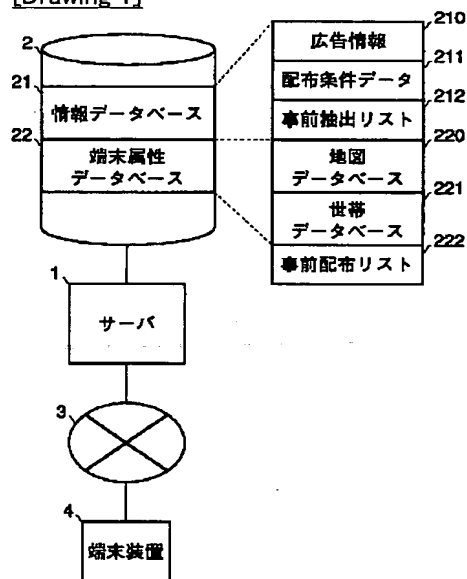 [Drawing 1]
2
21
情報データベース
22
端末属性
データベース
210
広告情報
211
配布条件データ
212
事前抽出リスト
220
地図
データベース
221
世帯
データベース
222
事前配布リスト
1
サーバ
3
4
端末装置